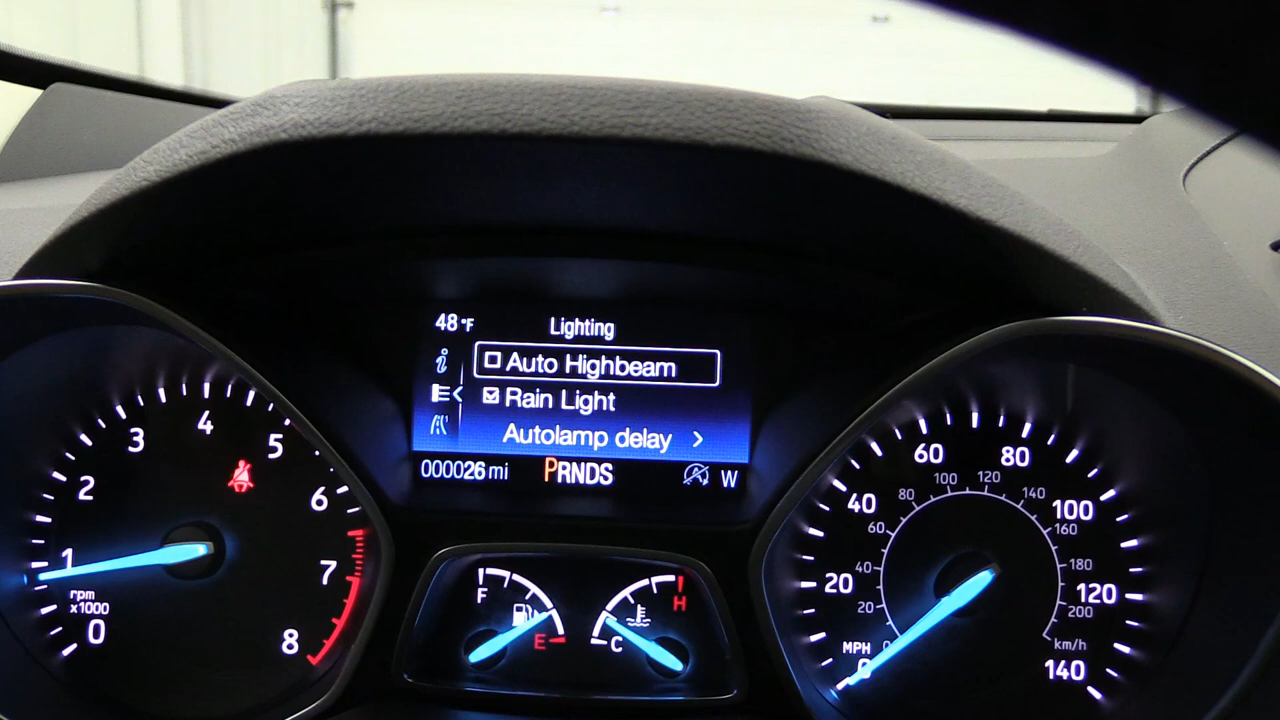 48°F
Lighting
Auto Highbeam
Rain Light
Autolamp delay >
000026 mi PRNDS W
0 1 2 3 4 5 6 7 8
rpm
x1000
F E
C H
MPH
0 20 40 60 80 100 120 140
0 20 40 60 80 100 120 140 160 180 200
km/h